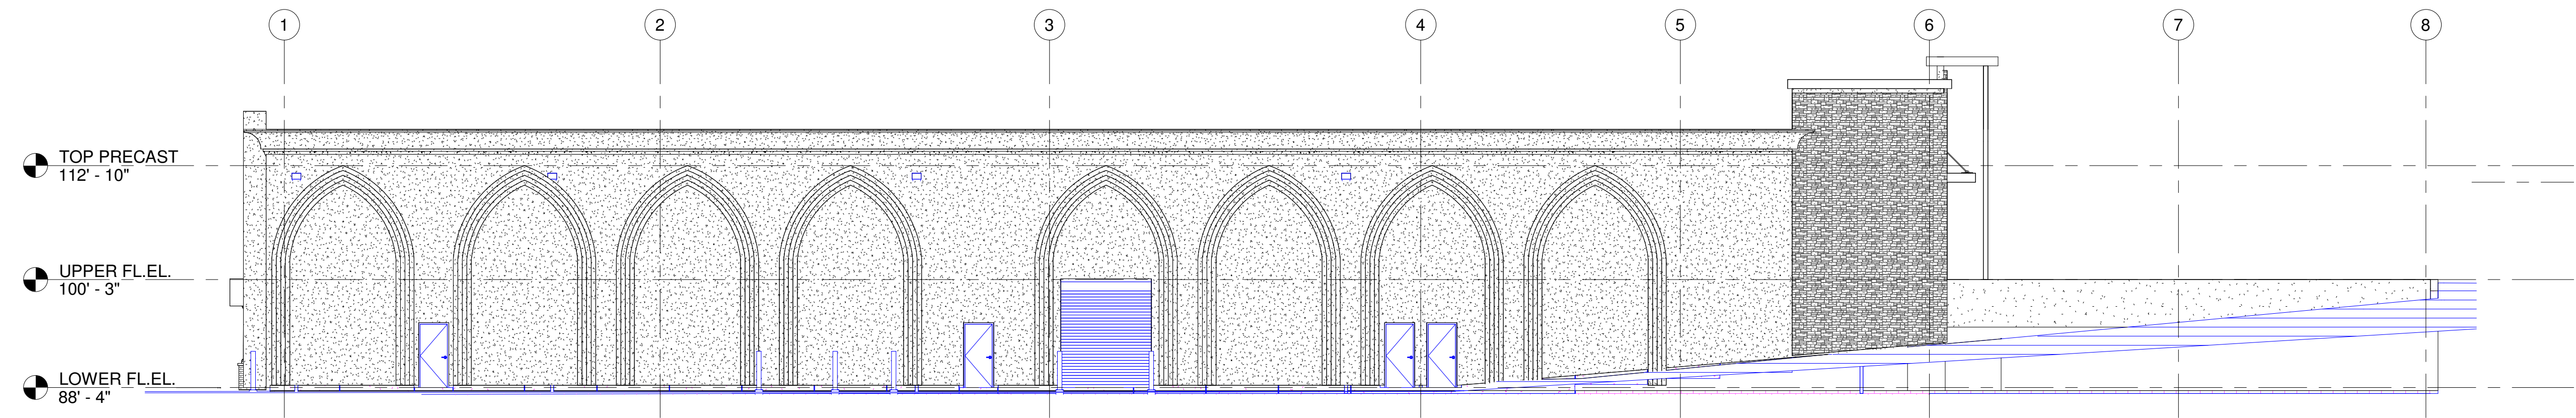 1
2
3
4
5
6
7
8
TOP PRECAST
112' - 10"
UPPER FL.EL.
100' - 3"
LOWER FL.EL.
88' - 4"